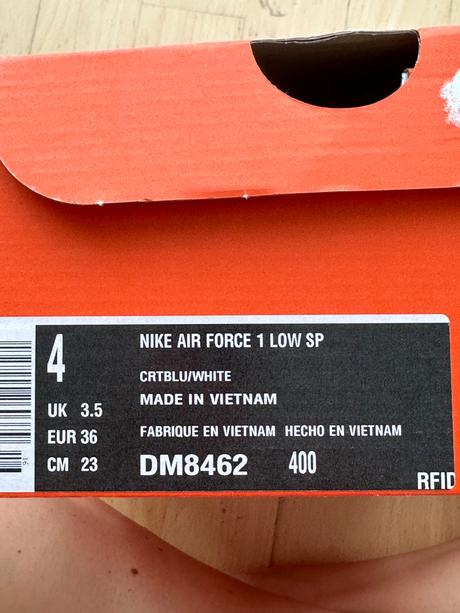 4
NIKE AIR FORCE 1 LOW SP
CRTBLU/WHITE
MADE IN VIETNAM
UK 3.5
EUR 36
FABRIQUE EN VIETNAM HECHO EN VIETNAM
CM 23
DM8462 400
RFID